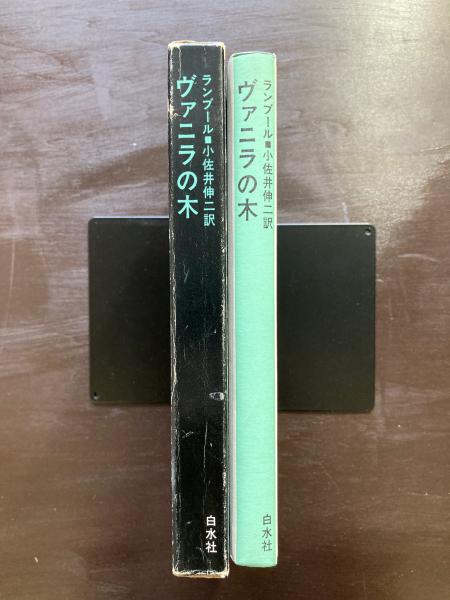 ランブール■小佐井伸二訳
ヴァニラの木
白水社
ランブール■小佐井伸二訳
ヴァニラの木
白水社